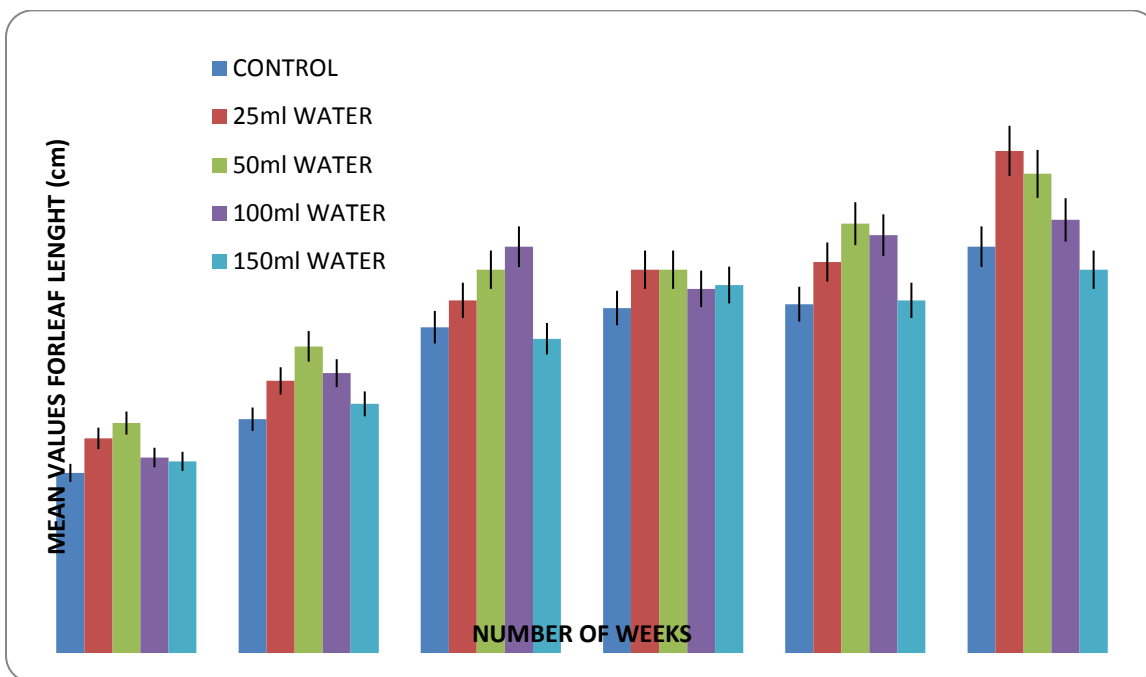 CONTROL
25ml WATER
50ml WATER
100ml WATER
150ml WATER
MEAN VALUES FORLEAF LENGHT (cm)
NUMBER OF WEEKS